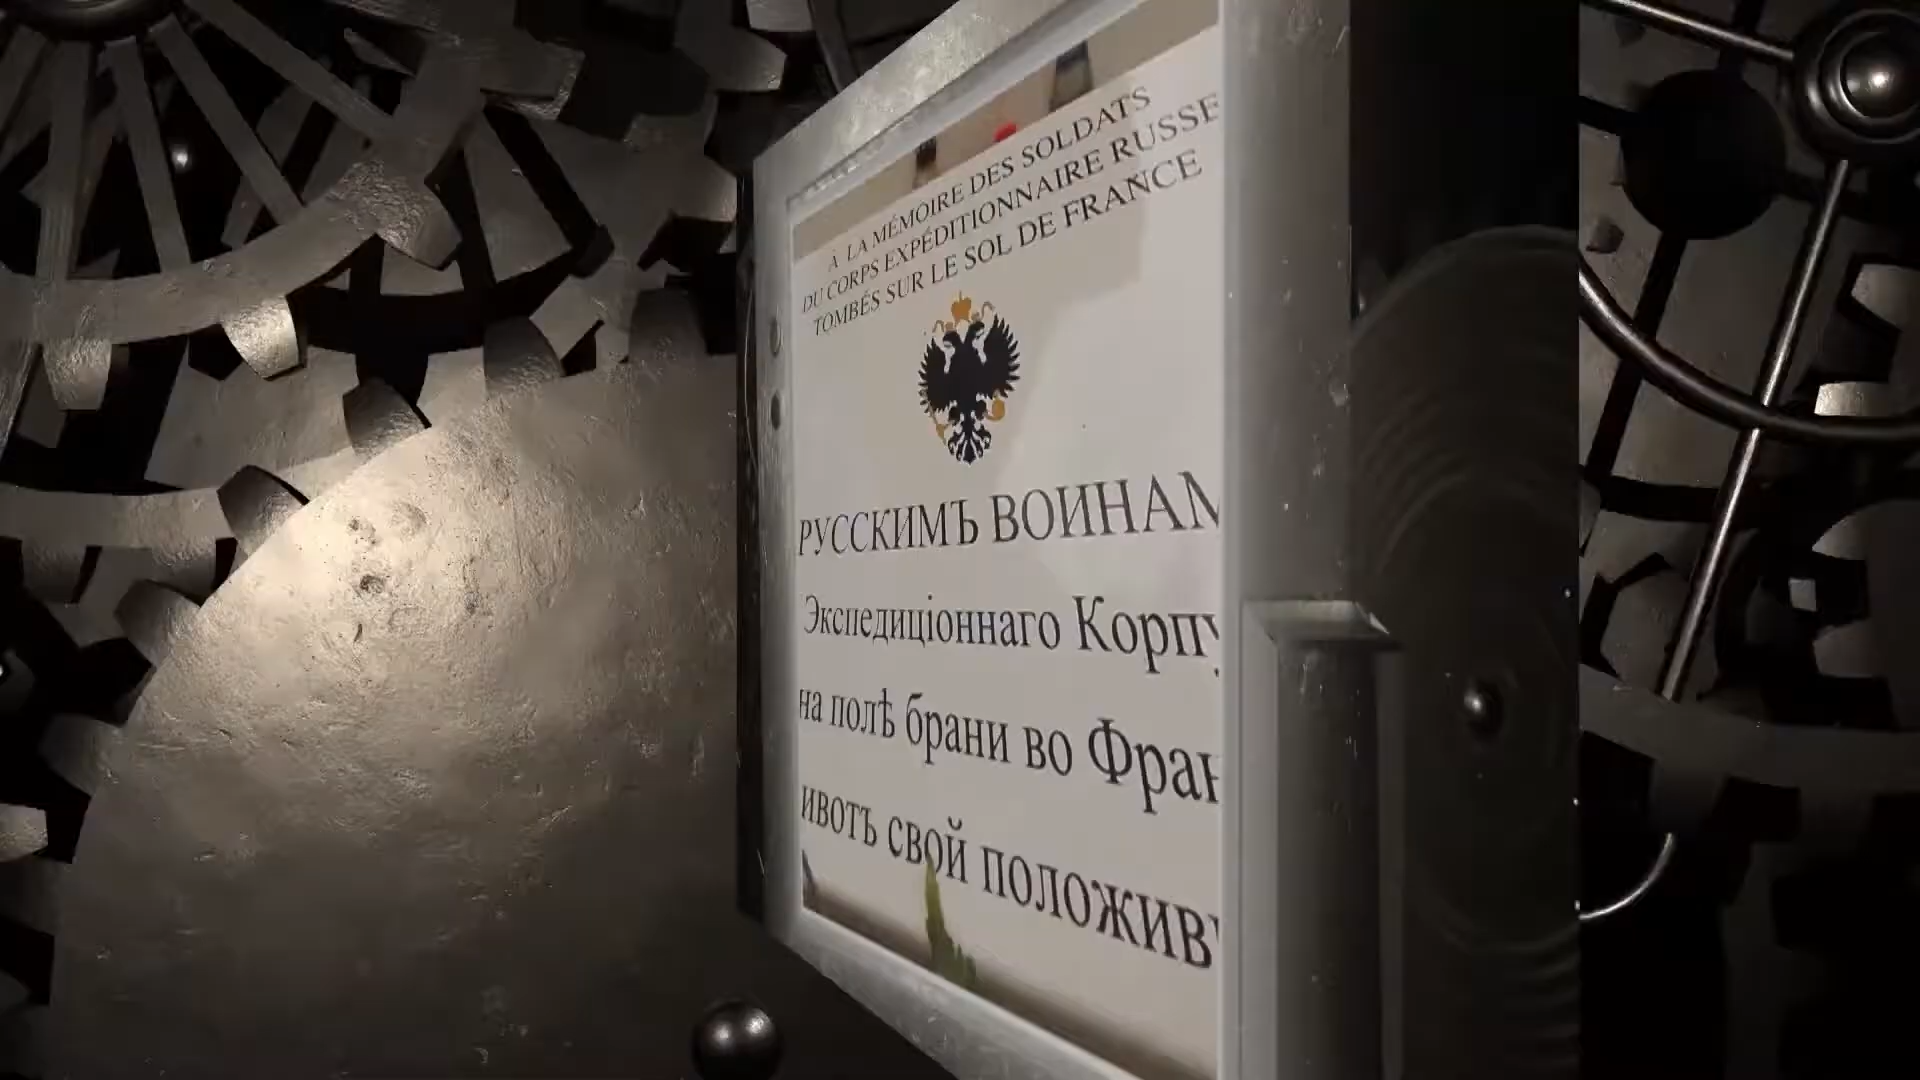 À LA MÉMOIRE DES SOLDATS
DU CORPS EXPÉDITIONNAIRE RUSSE
TOMBÉS SUR LE SOL DE FRANCE
РУССКИМЪ ВОИНАМ
Экспедиціоннаго Корпу
на полѣ брани во Фран
ивотъ свой положив